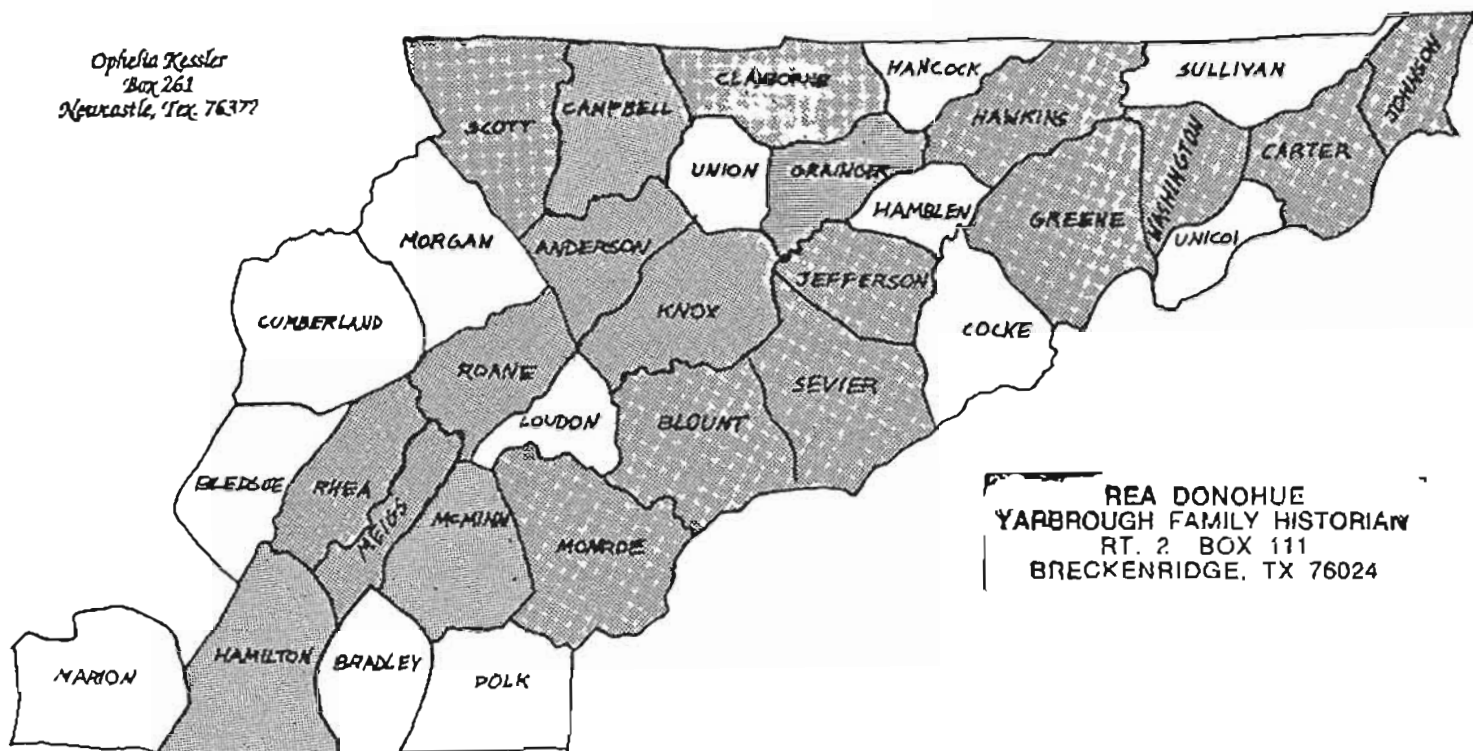 Ophelia Kessler
Box 261
Newcastle, Tex. 76372
HANCOCK
SULLIVAN
JOHNSON
CLAIBORNE
CAMPBELL
SCOTT
HAWKINS
WASHINGTON
CARTER
UNION
GRAINGER
HAMBLEN
GREENE
UNICOI
MORGAN
ANDERSON
JEFFERSON
KNOX
CUMBERLAND
COCKE
ROANE
SEVIER
LOUDON
BLOUNT
BLEDSOE
RHEA
MEIGS
McMINN
MONROE
REA DONOHUE
YARBROUGH FAMILY HISTORIAN
RT. 2 BOX 111
BRECKENRIDGE, TX 76024
HAMILTON
BRADLEY
MARION
POLK